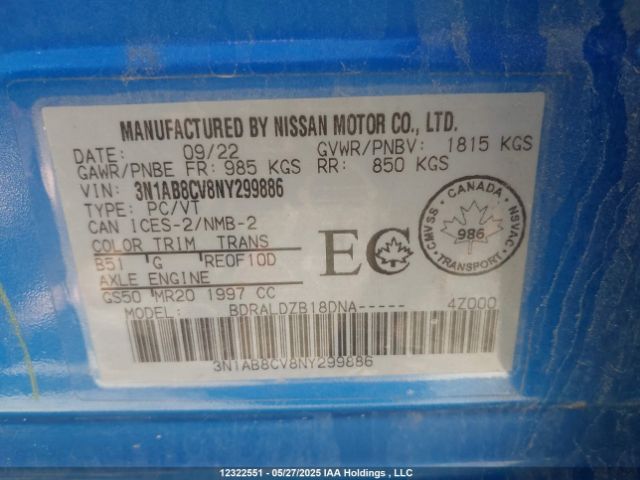 MANUFACTURED BY NISSAN MOTOR CO., LTD.
DATE: 09/22 GVWR/PNBV: 1815 KGS
GAWR/PNBE FR: 985 KGS RR: 850 KGS
VIN: 3N1AB8CV8NY299886
TYPE: PC/VT
CAN ICES-2/NMB-2
COLOR TRIM TRANS
B51 G RE0F10D
AXLE ENGINE
GS50 MR20 1997 CC
MODEL: BDRALDZB18DNA----- 4Z000
3N1AB8CV8NY299886
EC
CANADA
CMVSS
NSVAC
986
TRANSPORT
12322551 - 05/27/2025 IAA Holdings , LLC